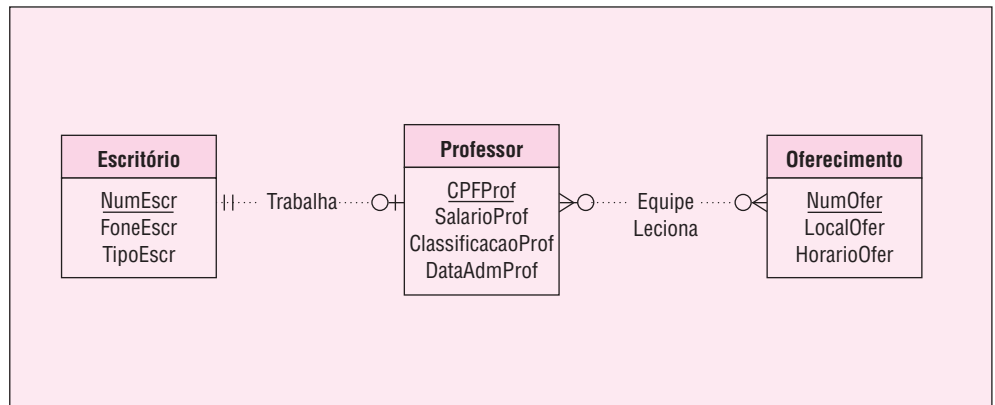 Escritório
NumEscr
FoneEscr
TipoEscr
Trabalha
Professor
CPFProf
SalarioProf
ClassificacaoProf
DataAdmProf
Equipe
Leciona
Oferecimento
NumOfer
LocalOfer
HorarioOfer